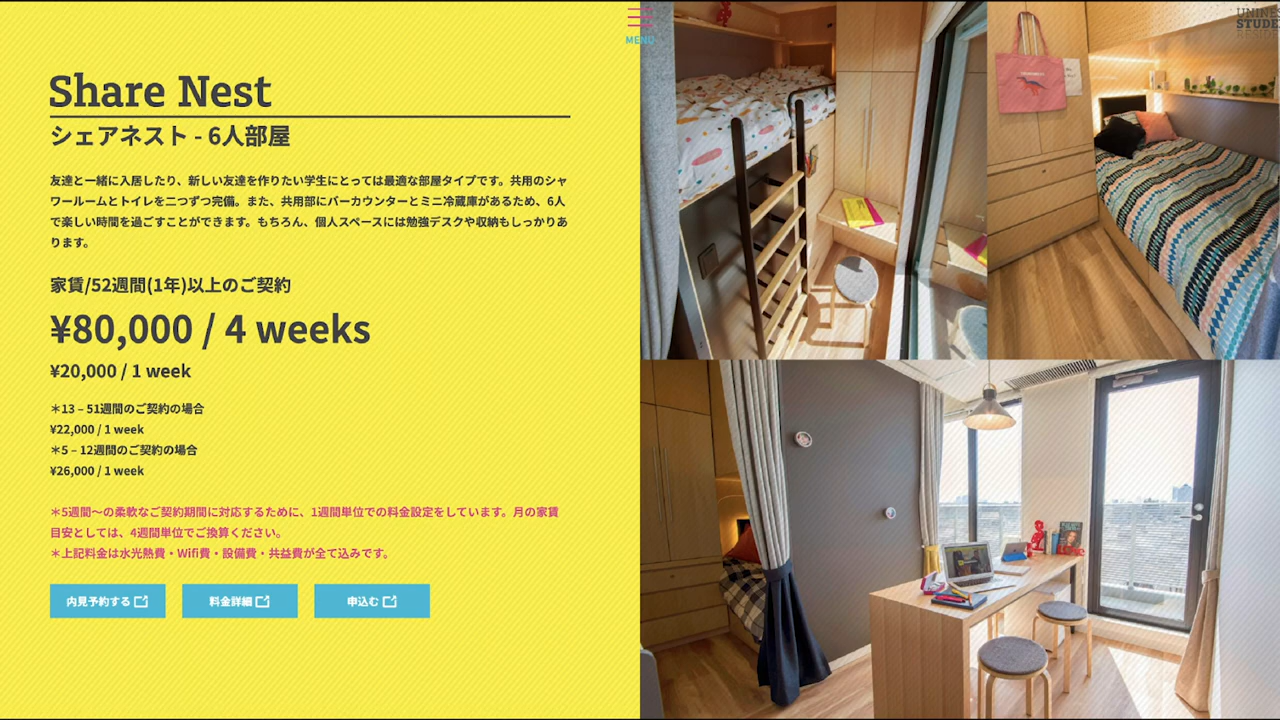 MENU
UNINES
STUDE
RESIDE
Share Nest
シェアネスト - 6人部屋
友達と一緒に入居したり、新しい友達を作りたい学生にとっては最適な部屋タイプです。共用のシャ
ワールームとトイレを二つずつ完備。また、共用部にバーカウンターとミニ冷蔵庫があるため、6人
で楽しい時間を過ごすことができます。もちろん、個人スペースには勉強デスクや収納もしっかりあ
ります。
家賃/52週間(1年)以上のご契約
¥80,000 / 4 weeks
¥20,000 / 1 week
＊13 – 51週間のご契約の場合
¥22,000 / 1 week
＊5 – 12週間のご契約の場合
¥26,000 / 1 week
＊5週間〜の柔軟なご契約期間に対応するために、1週間単位での料金設定をしています。月の家賃
目安としては、4週間単位でご換算ください。
＊上記料金は水光熱費・Wifi費・設備費・共益費が全て込みです。
内見予約する
料金詳細
申込む